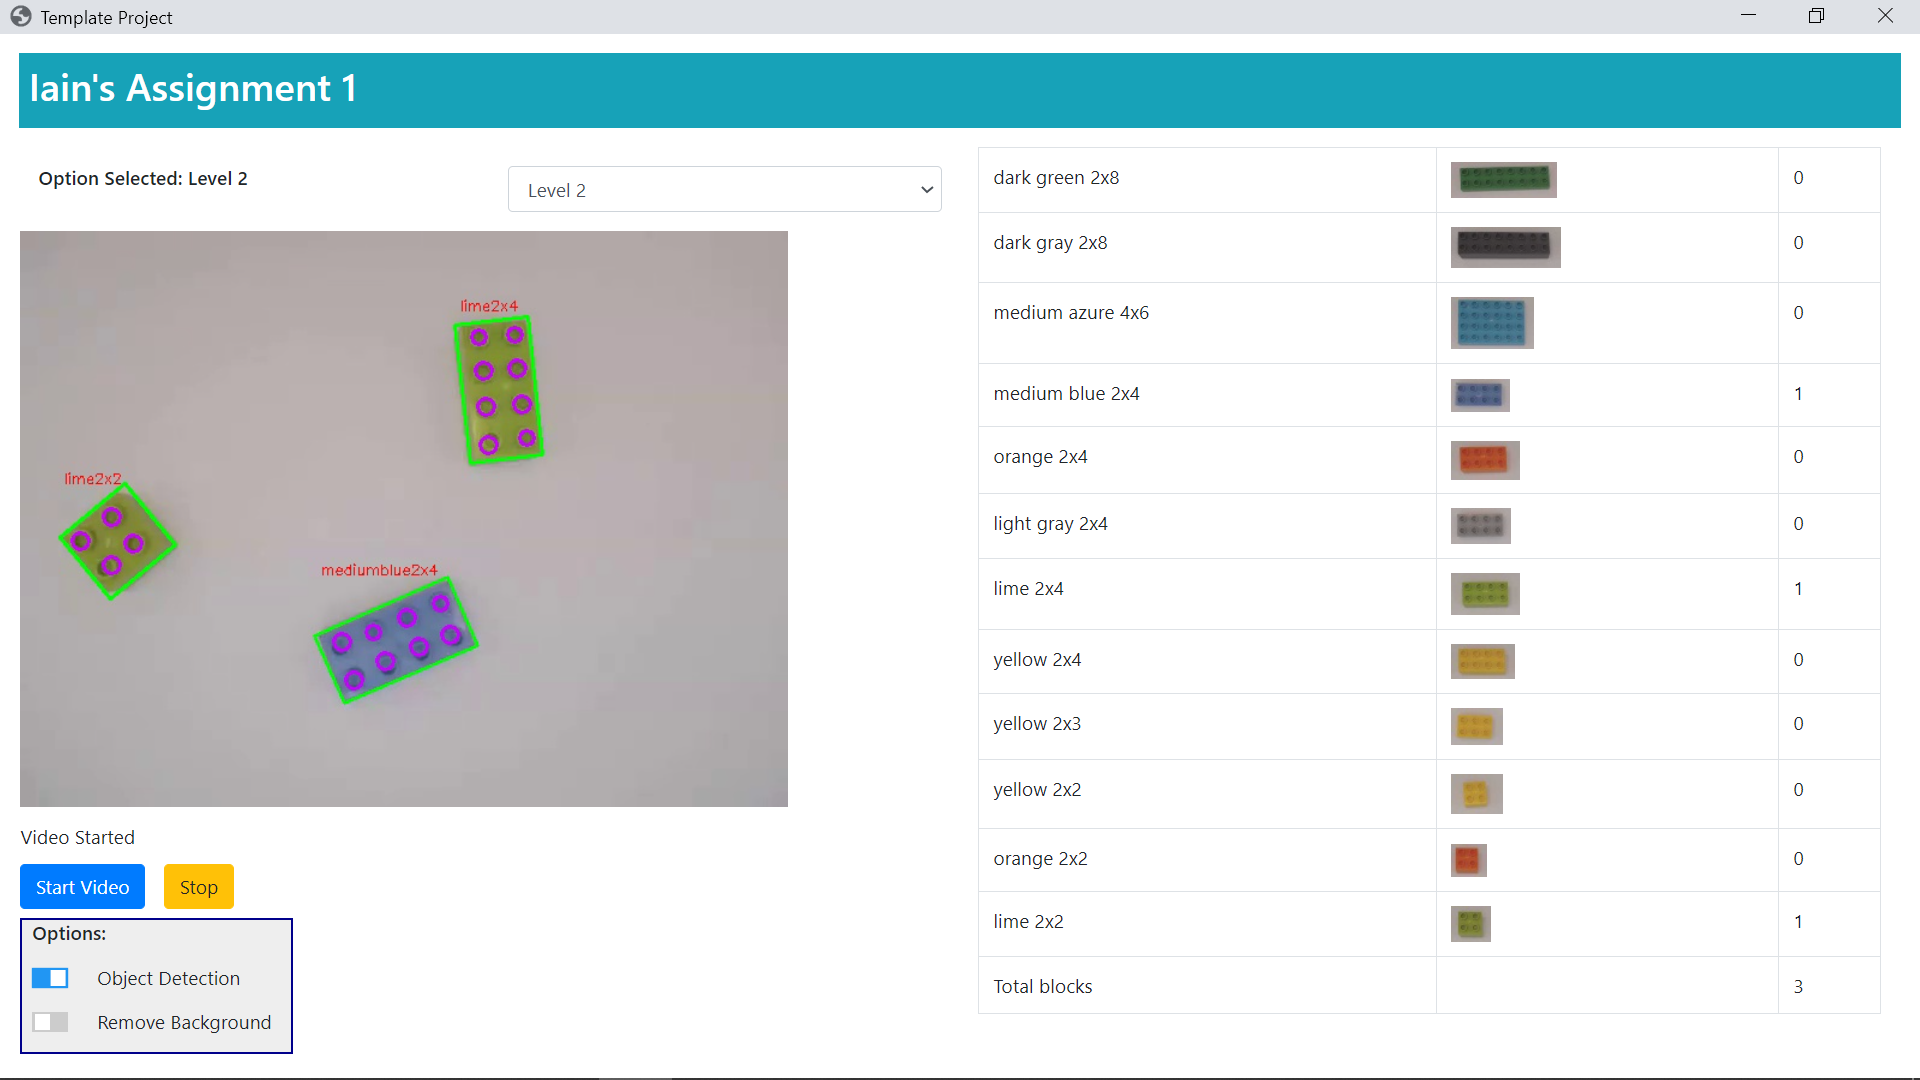 Template Project
Iain's Assignment 1
Option Selected: Level 2
Level 2
lime2x4
lime2x2
mediumblue2x4
Video Started
Start Video
Stop
Options:
Object Detection
Remove Background
dark green 2x8 0
dark gray 2x8 0
medium azure 4x6 0
medium blue 2x4 1
orange 2x4 0
light gray 2x4 0
lime 2x4 1
yellow 2x4 0
yellow 2x3 0
yellow 2x2 0
orange 2x2 0
lime 2x2 1
Total blocks 3